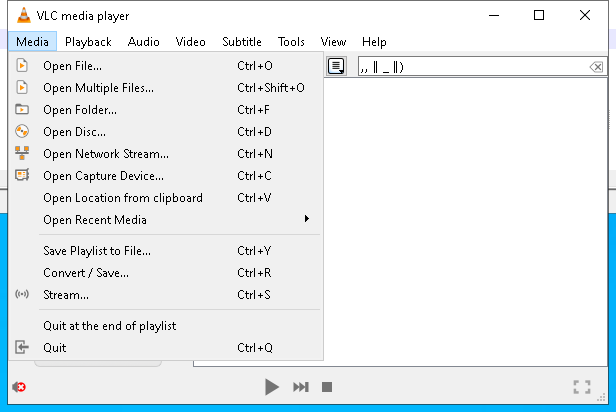 VLC media player
Media Playback Audio Video Subtitle Tools View Help
Open File... Ctrl+O
,, || _ ||)
Open Multiple Files... Ctrl+Shift+O
Open Folder... Ctrl+F
Open Disc... Ctrl+D
Open Network Stream... Ctrl+N
Open Capture Device... Ctrl+C
Open Location from clipboard Ctrl+V
Open Recent Media
Save Playlist to File... Ctrl+Y
Convert / Save... Ctrl+R
Stream... Ctrl+S
Quit at the end of playlist
Quit Ctrl+Q